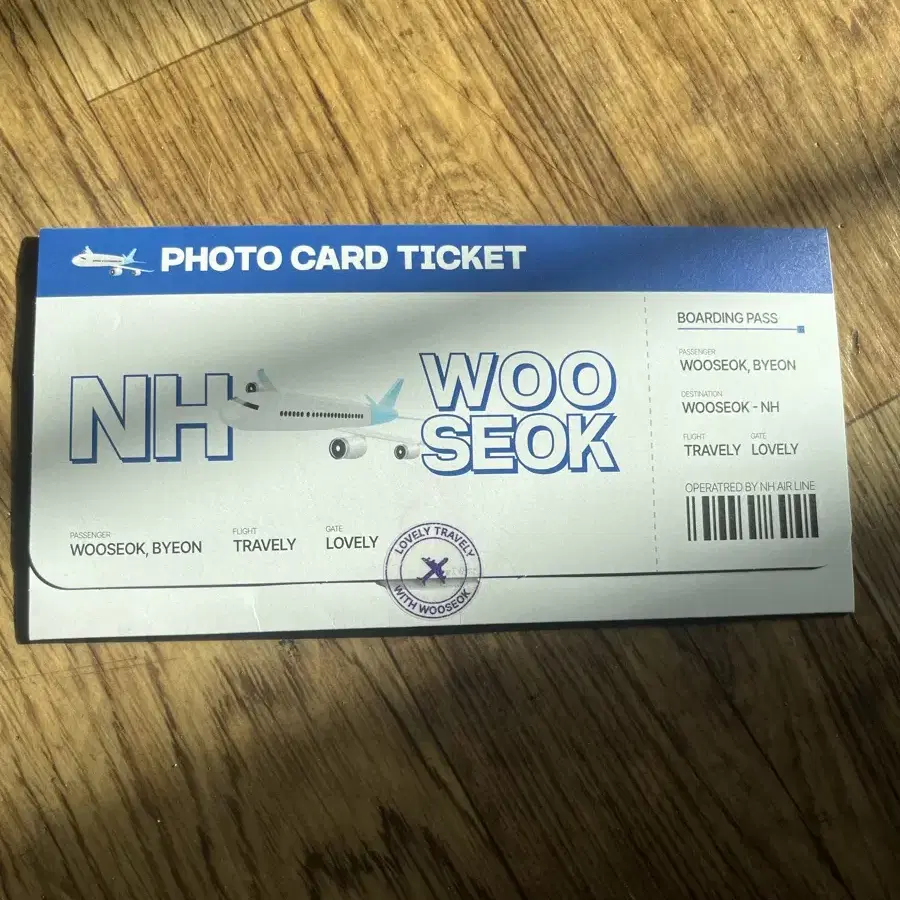 PHOTO CARD TICKET
NH
WOO
SEOK
PASSENGER
WOOSEOK, BYEON
FLIGHT
TRAVELY
GATE
LOVELY
LOVELY TRAVELY
WITH WOOSEOK
BOARDING PASS
PASSENGER
WOOSEOK, BYEON
DESTINATION
WOOSEOK - NH
FLIGHT
TRAVELY
GATE
LOVELY
OPERATRED BY NH AIR LINE